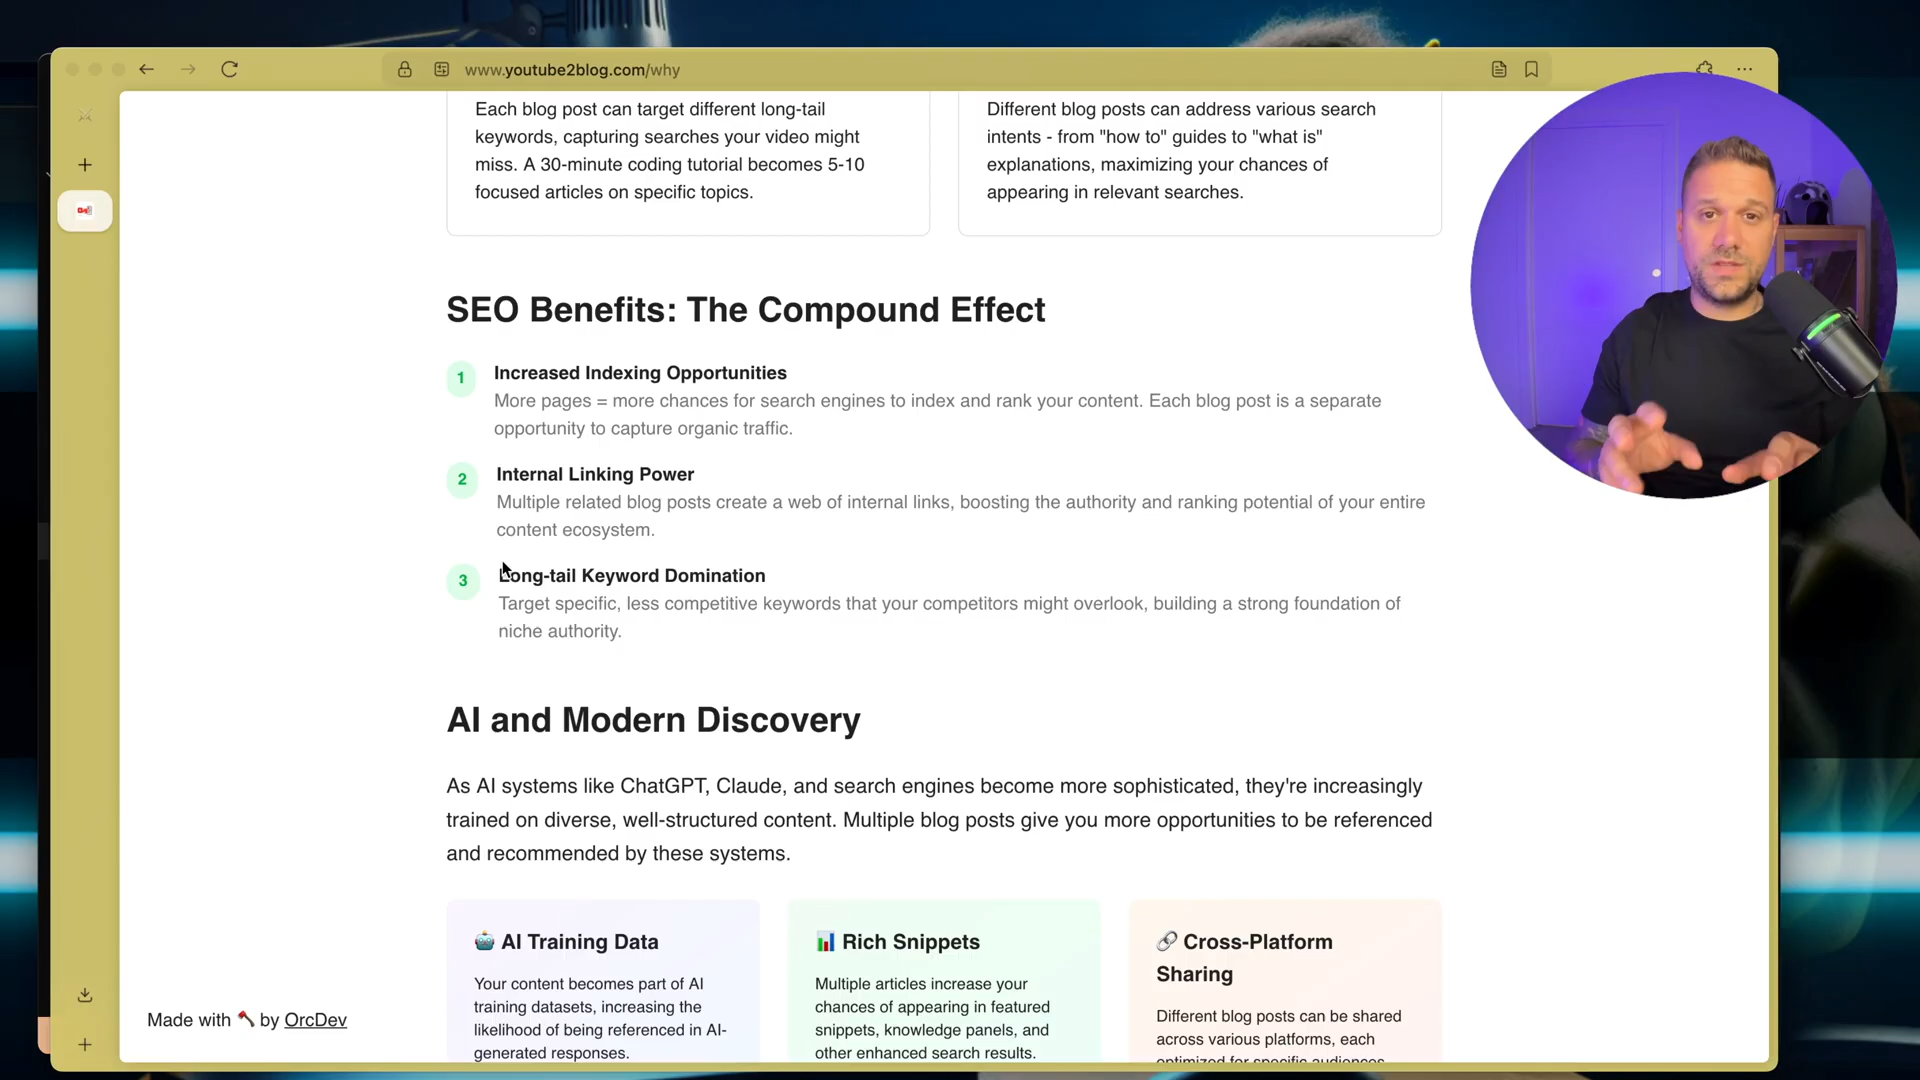 www.youtube2blog.com/why
Each blog post can target different long-tail
keywords, capturing searches your video might
miss. A 30-minute coding tutorial becomes 5-10
focused articles on specific topics.
Different blog posts can address various search
intents - from "how to" guides to "what is"
explanations, maximizing your chances of
appearing in relevant searches.
SEO Benefits: The Compound Effect
1
Increased Indexing Opportunities
More pages = more chances for search engines to index and rank your content. Each blog post is a separate
opportunity to capture organic traffic.
2
Internal Linking Power
Multiple related blog posts create a web of internal links, boosting the authority and ranking potential of your entire
content ecosystem.
3
Long-tail Keyword Domination
Target specific, less competitive keywords that your competitors might overlook, building a strong foundation of
niche authority.
AI and Modern Discovery
As AI systems like ChatGPT, Claude, and search engines become more sophisticated, they're increasingly
trained on diverse, well-structured content. Multiple blog posts give you more opportunities to be referenced
and recommended by these systems.
🤖 AI Training Data
Your content becomes part of AI
training datasets, increasing the
likelihood of being referenced in AI-
generated responses.
📊 Rich Snippets
Multiple articles increase your
chances of appearing in featured
snippets, knowledge panels, and
other enhanced search results.
🔗 Cross-Platform
Sharing
Different blog posts can be shared
across various platforms, each
optimized for specific audiences
Made with 🪓 by OrcDev